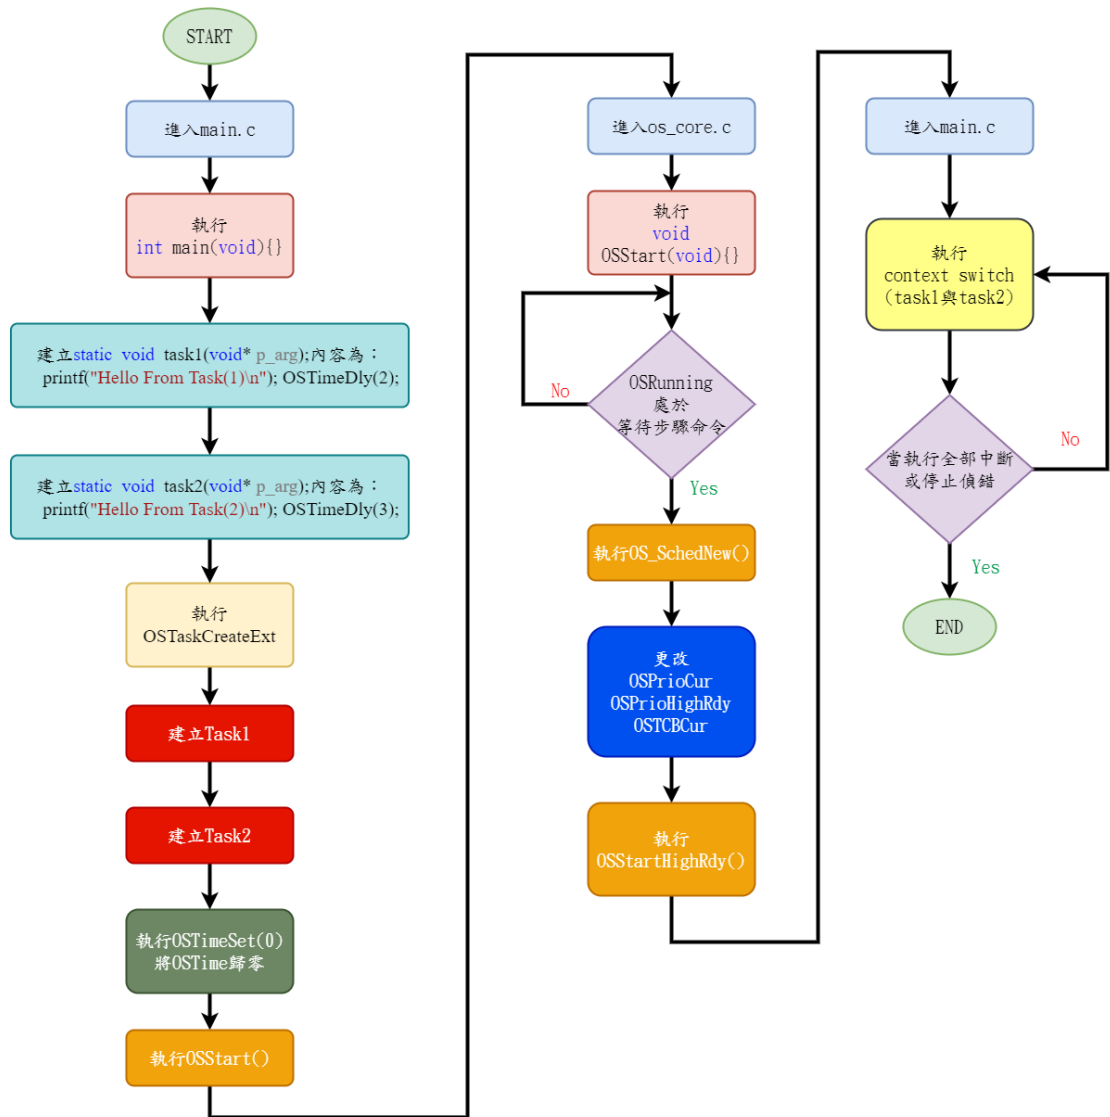 START
進入main.c
執行
int main(void){}
建立static void task1(void* p_arg);內容為：
printf("Hello From Task(1)\n"); OSTimeDly(2);
建立static void task2(void* p_arg);內容為：
printf("Hello From Task(2)\n"); OSTimeDly(3);
執行
OSTaskCreateExt
建立Task1
建立Task2
執行OSTimeSet(0)
將OSTime歸零
執行OSStart()
進入os_core.c
執行
void
OSStart(void){}
OSRunning
處於
等待步驟命令
No
Yes
執行OS_SchedNew()
更改
OSPrioCur
OSPrioHighRdy
OSTCBCur
執行
OSStartHighRdy()
進入main.c
執行
context switch
(task1與task2)
當執行全部中斷
或停止偵錯
No
Yes
END